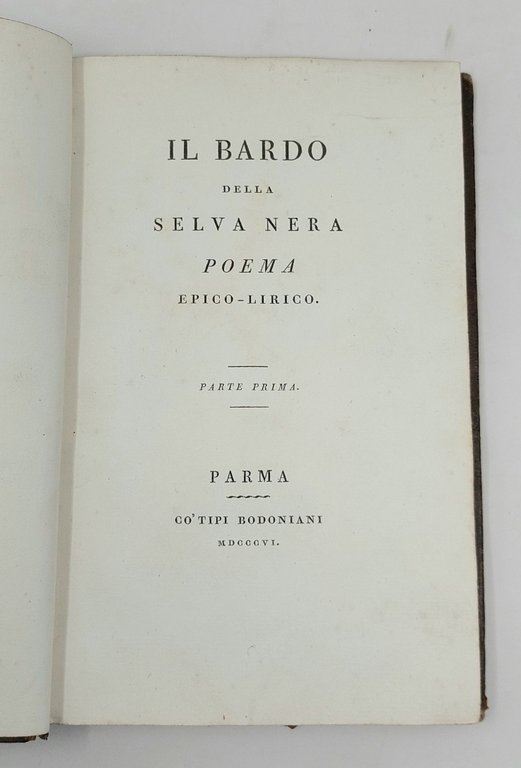 IL BARDO
DELLA
SELVA NERA
POEMA
EPICO-LIRICO.
PARTE PRIMA.
PARMA
CO' TIPI BODONIANI
MDCCCVI.